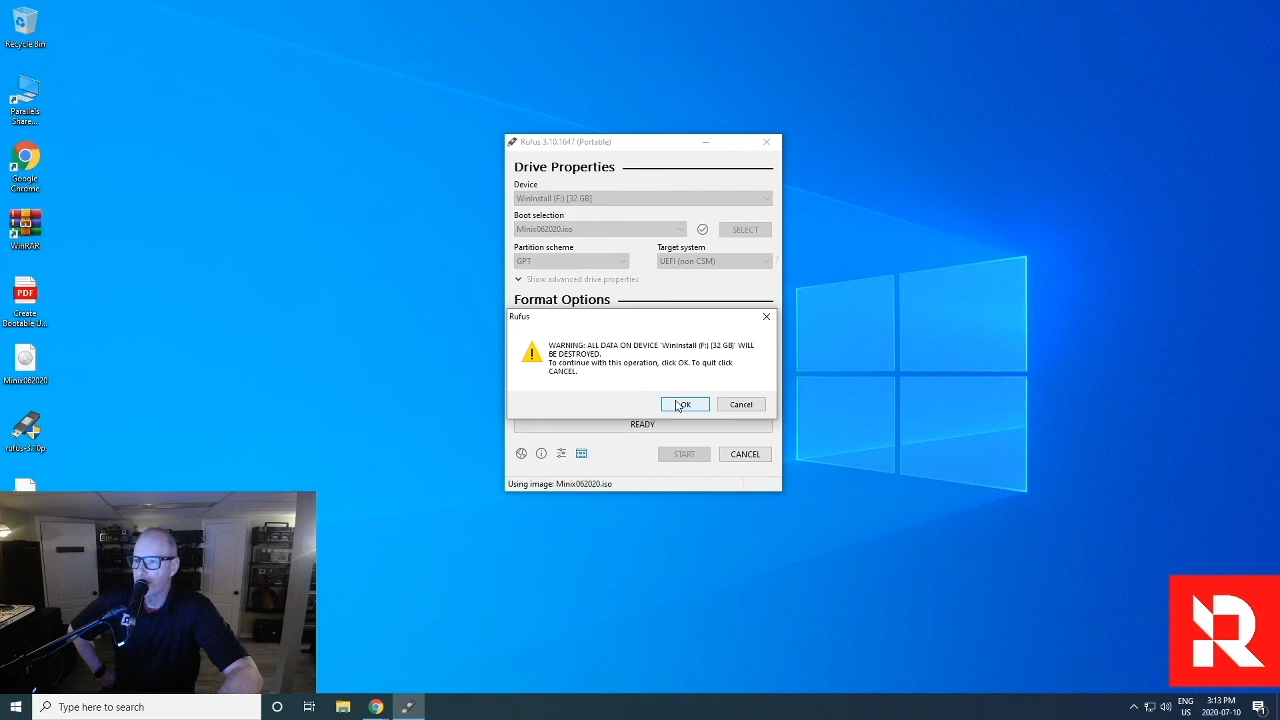 Recycle Bin
Parallels
Share...
Google
Chrome
WinRAR
PDF
Create
Bootable_U...
Minix062020
rufus-3.10p
Rufus 3.10.1647 (Portable)
Drive Properties
Device
WinInstall (F:) [32 GB]
Boot selection
Minix062020.iso
SELECT
Partition scheme
Target system
GPT
UEFI (non CSM)
Show advanced drive properties
Format Options
Rufus
WARNING: ALL DATA ON DEVICE 'WinInstall (F:) [32 GB]' WILL
BE DESTROYED.
To continue with this operation, click OK. To quit click
CANCEL.
OK
Cancel
READY
START
CANCEL
Using image: Minix062020.iso
R
Type here to search
ENG
US
3:13 PM
2020-07-10
1